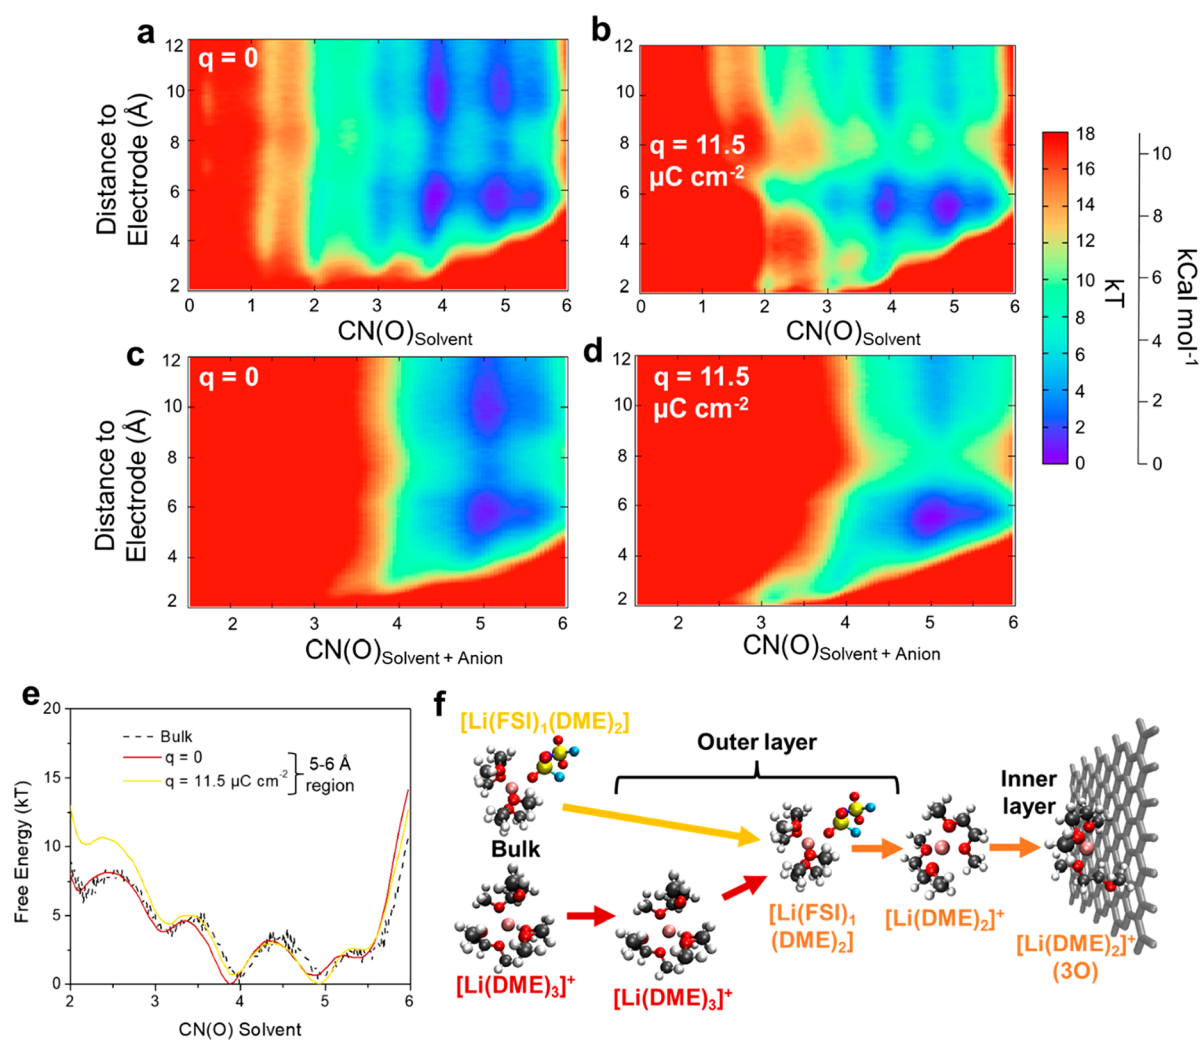 a
q = 0
12
10
8
6
4
2
0 1 2 3 4 5 6
Distance to
Electrode (Å)
CN(O)Solvent
b
q = 11.5
µC cm-2
12
10
8
6
4
2
0 1 2 3 4 5 6
CN(O)Solvent
18
16
14
12
10
8
6
4
2
0
kT
10
8
6
4
2
0
kCal mol-1
c
q = 0
12
10
8
6
4
2
2 3 4 5 6
Distance to
Electrode (Å)
CN(O)Solvent + Anion
d
q = 11.5
µC cm-2
12
10
8
6
4
2
2 3 4 5 6
CN(O)Solvent + Anion
e
20
15
10
5
0
2 3 4 5 6
Free Energy (kT)
CN(O) Solvent
Bulk
q = 0
q = 11.5 µC cm-2
5-6 Å
region
f
[Li(FSI)1(DME)2]
Outer layer
Inner
layer
Bulk
[Li(DME)3]+
[Li(DME)3]+
[Li(FSI)1
(DME)2]
[Li(DME)2]+
[Li(DME)2]+
(3O)